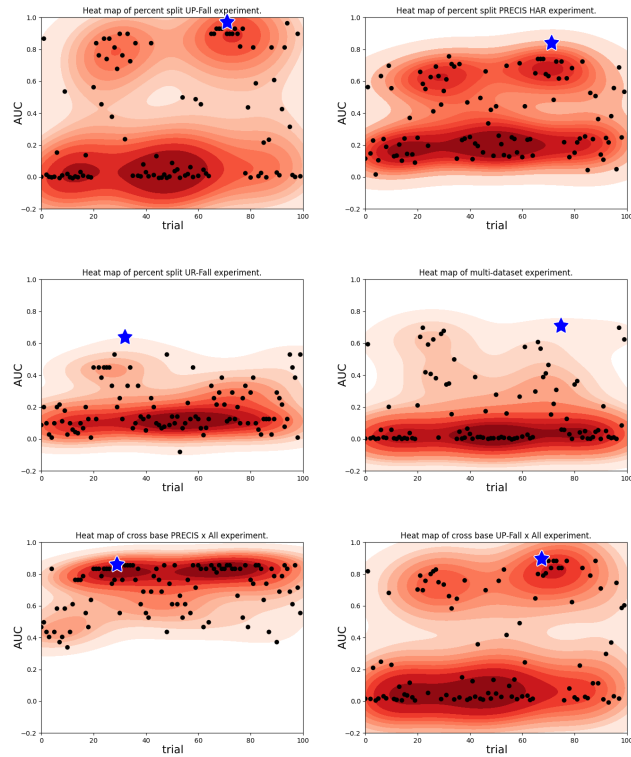 Heat map of percent split UP-Fall experiment.
1.0
0.8
0.6
0.4
0.2
0.0
−0.2
AUC
0 20 40 60 80 100
trial
Heat map of percent split PRECIS HAR experiment.
1.0
0.8
0.6
0.4
0.2
0.0
−0.2
AUC
0 20 40 60 80 100
trial
Heat map of percent split UR-Fall experiment.
1.0
0.8
0.6
0.4
0.2
0.0
−0.2
AUC
0 20 40 60 80 100
trial
Heat map of multi-dataset experiment.
1.0
0.8
0.6
0.4
0.2
0.0
−0.2
AUC
0 20 40 60 80 100
trial
Heat map of cross base PRECIS x All experiment.
1.0
0.8
0.6
0.4
0.2
0.0
−0.2
AUC
0 20 40 60 80 100
trial
Heat map of cross base UP-Fall x All experiment.
1.0
0.8
0.6
0.4
0.2
0.0
−0.2
AUC
0 20 40 60 80 100
trial